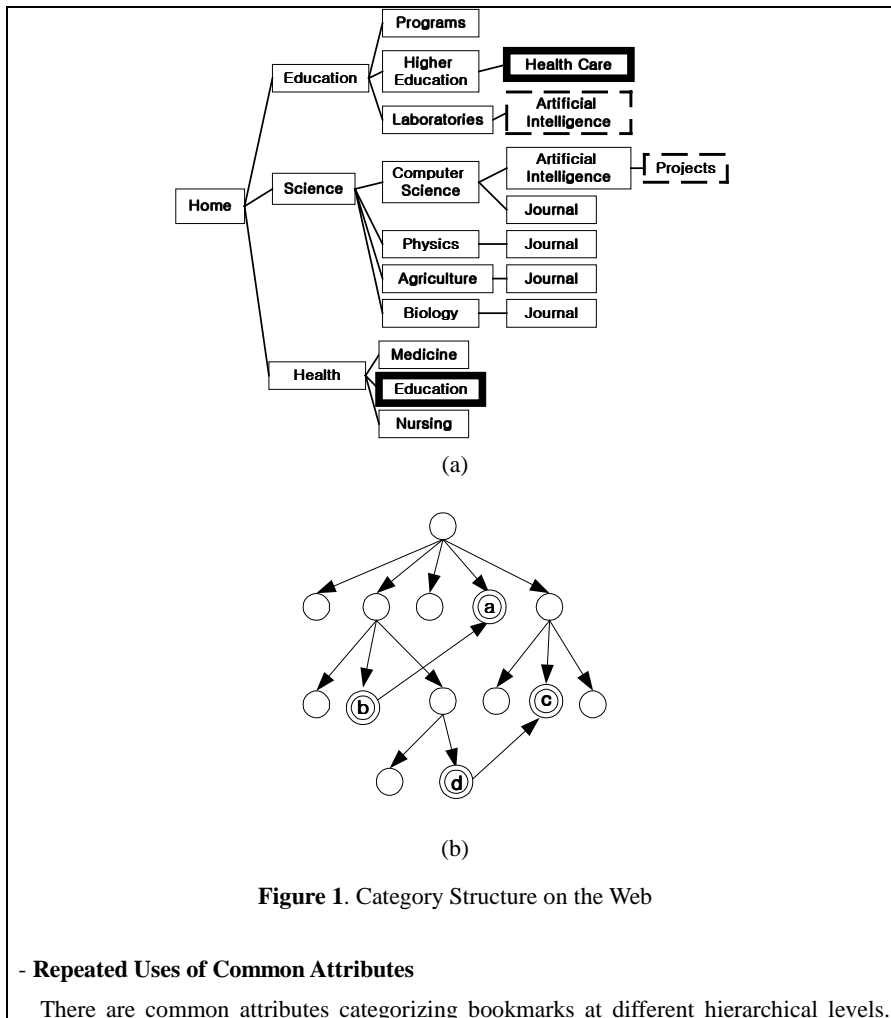 Programs
Higher
Education
Health Care
Education
Laboratories
Artificial
Intelligence
Computer
Science
Artificial
Intelligence
Projects
Science
Journal
Home
Physics
Journal
Agriculture
Journal
Biology
Journal
Medicine
Health
Education
Nursing
(a)
a
b
c
d
(b)
Figure 1. Category Structure on the Web
- Repeated Uses of Common Attributes
There are common attributes categorizing bookmarks at different hierarchical levels.